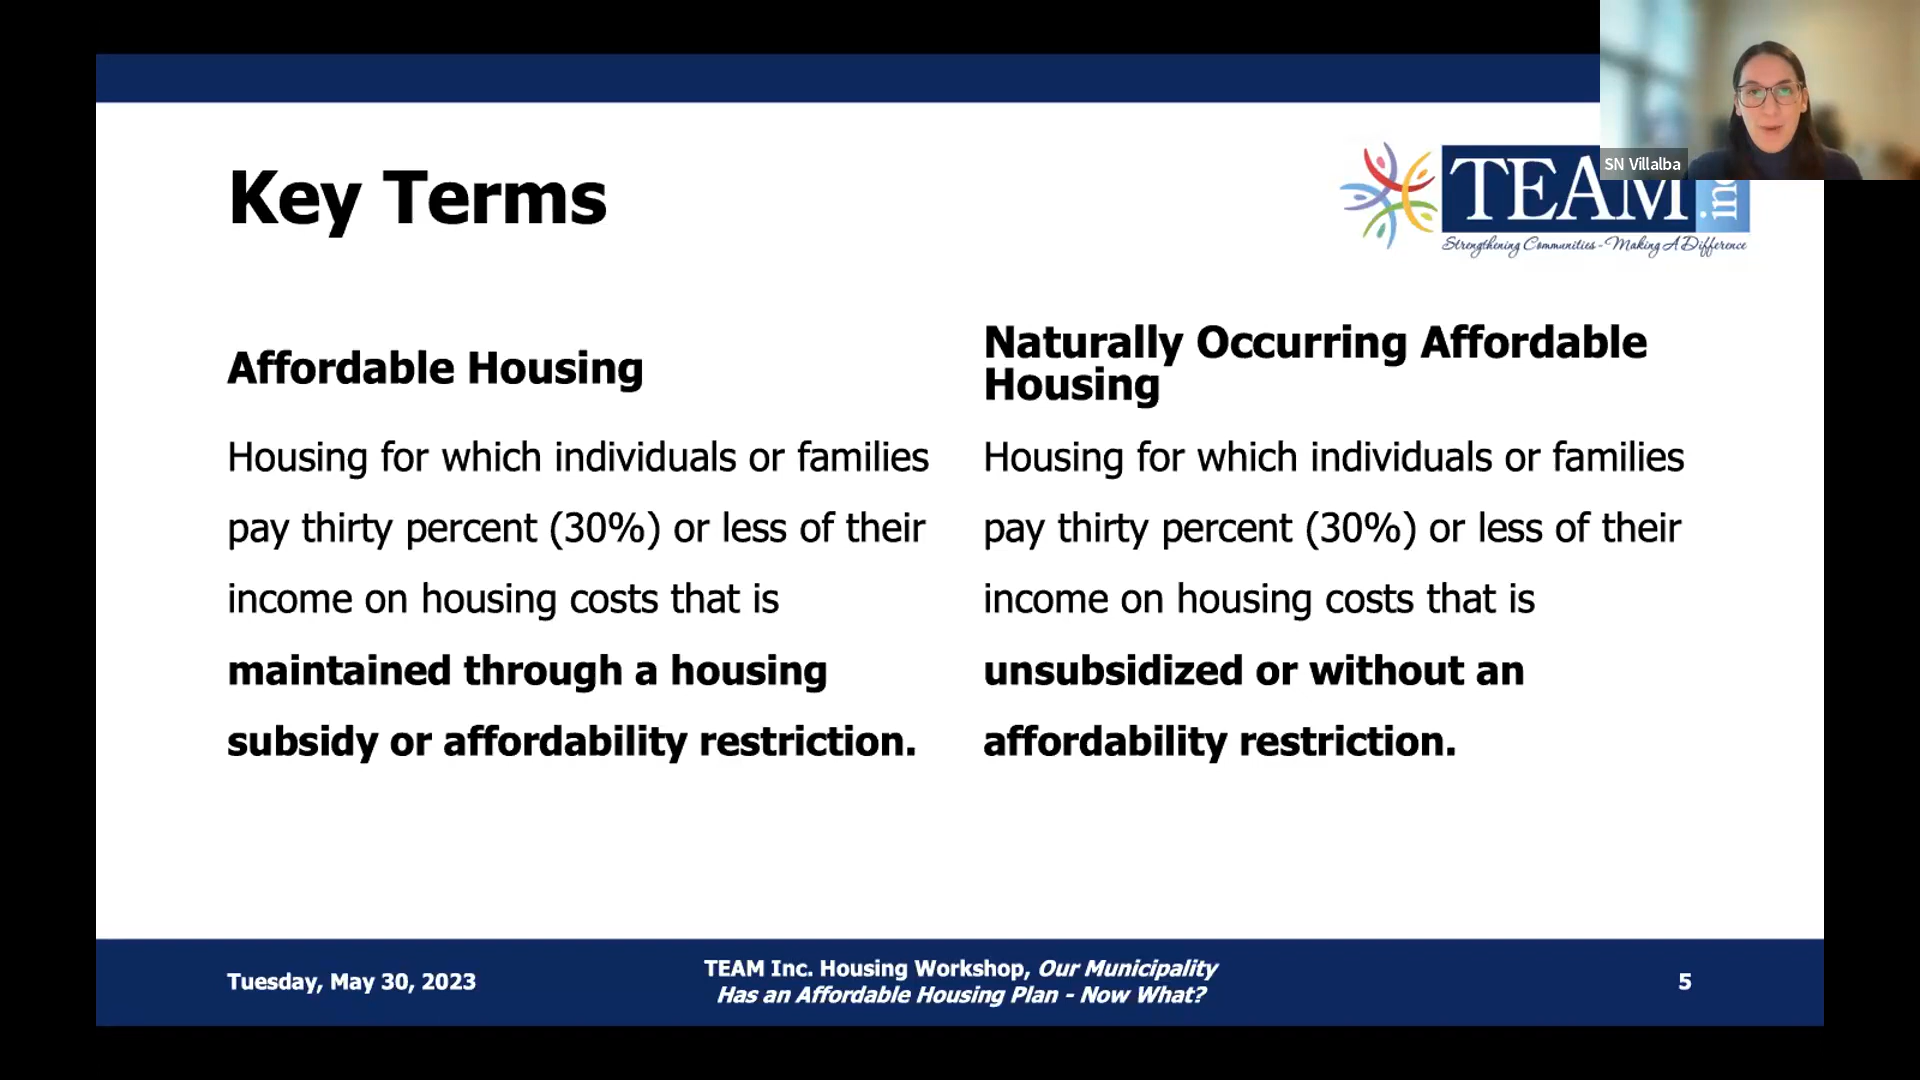 SN Villalba
Key Terms
TEAM
inc
Strengthening Communities - Making A Difference
Affordable Housing
Housing for which individuals or families
pay thirty percent (30%) or less of their
income on housing costs that is
maintained through a housing
subsidy or affordability restriction.
Naturally Occurring Affordable
Housing
Housing for which individuals or families
pay thirty percent (30%) or less of their
income on housing costs that is
unsubsidized or without an
affordability restriction.
Tuesday, May 30, 2023
TEAM Inc. Housing Workshop, Our Municipality
Has an Affordable Housing Plan - Now What?
5